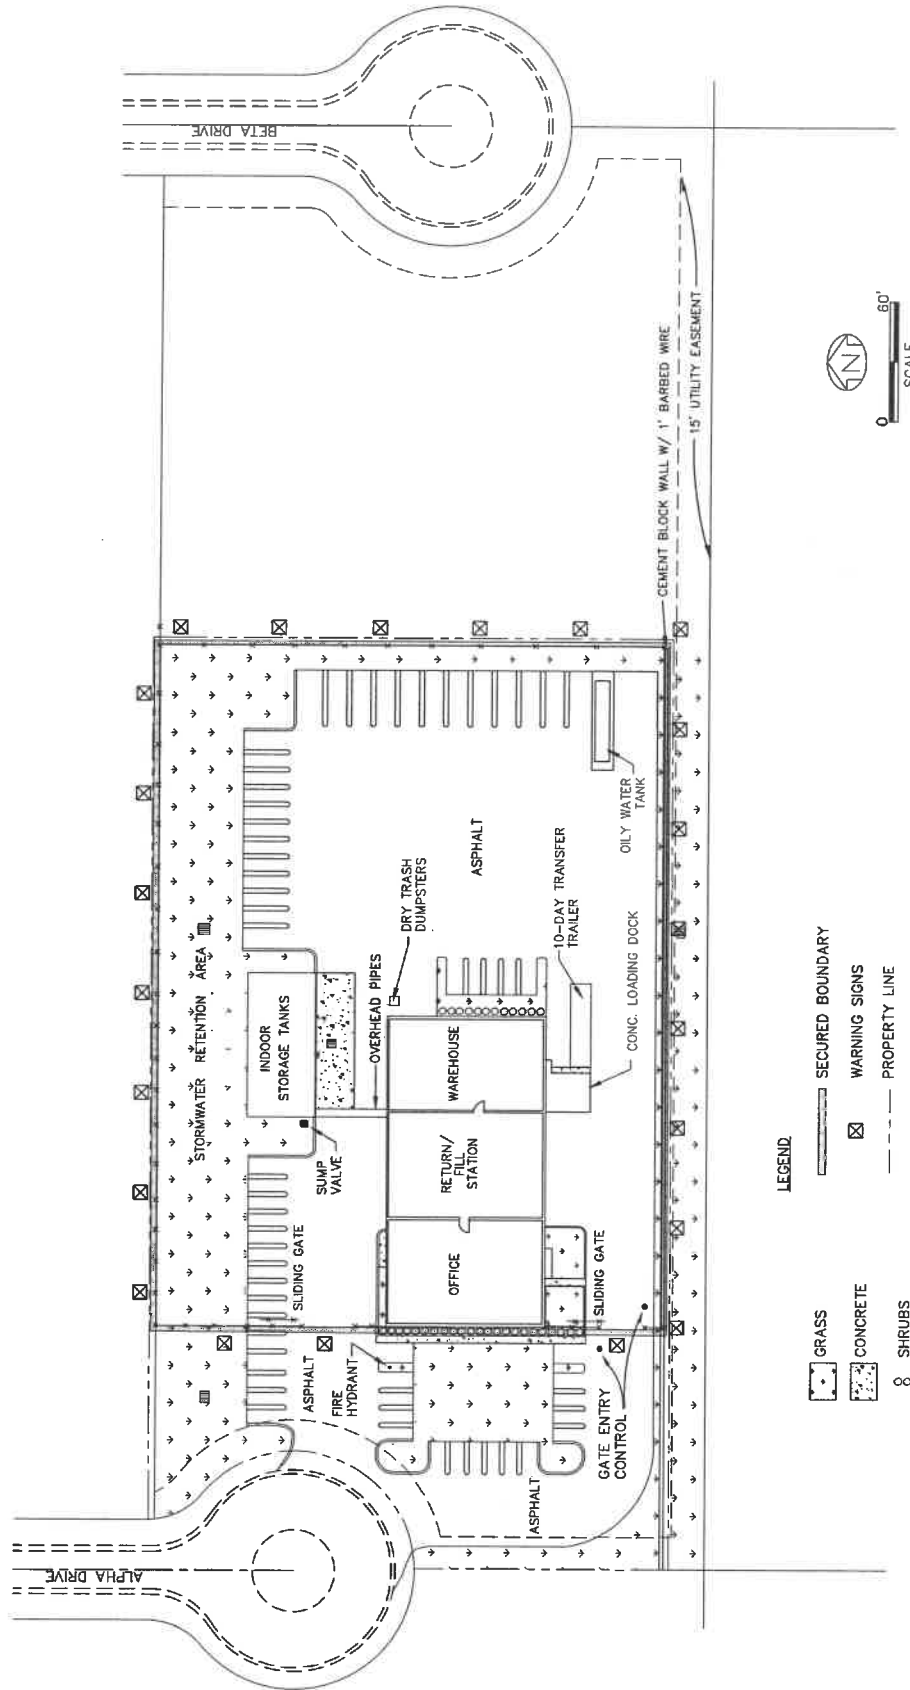 BETA DRIVE
ALPHA DRIVE
STORMWATER RETENTION AREA
INDOOR
STORAGE TANKS
SUMP
VALVE
OVERHEAD PIPES
DRY TRASH
DUMPSTERS
SLIDING GATE
ASPHALT
FIRE
HYDRANT
OFFICE
RETURN/
FILL
STATION
WAREHOUSE
ASPHALT
SLIDING GATE
GATE ENTRY
CONTROL
ASPHALT
10-DAY TRANSFER
TRAILER
CONC. LOADING DOCK
OILY WATER
TANK
CEMENT BLOCK WALL W/ 1' BARBED WIRE
15' UTILITY EASEMENT
LEGEND
GRASS
CONCRETE
SHRUBS
SECURED BOUNDARY
WARNING SIGNS
PROPERTY LINE
N
0
60'
SCALE